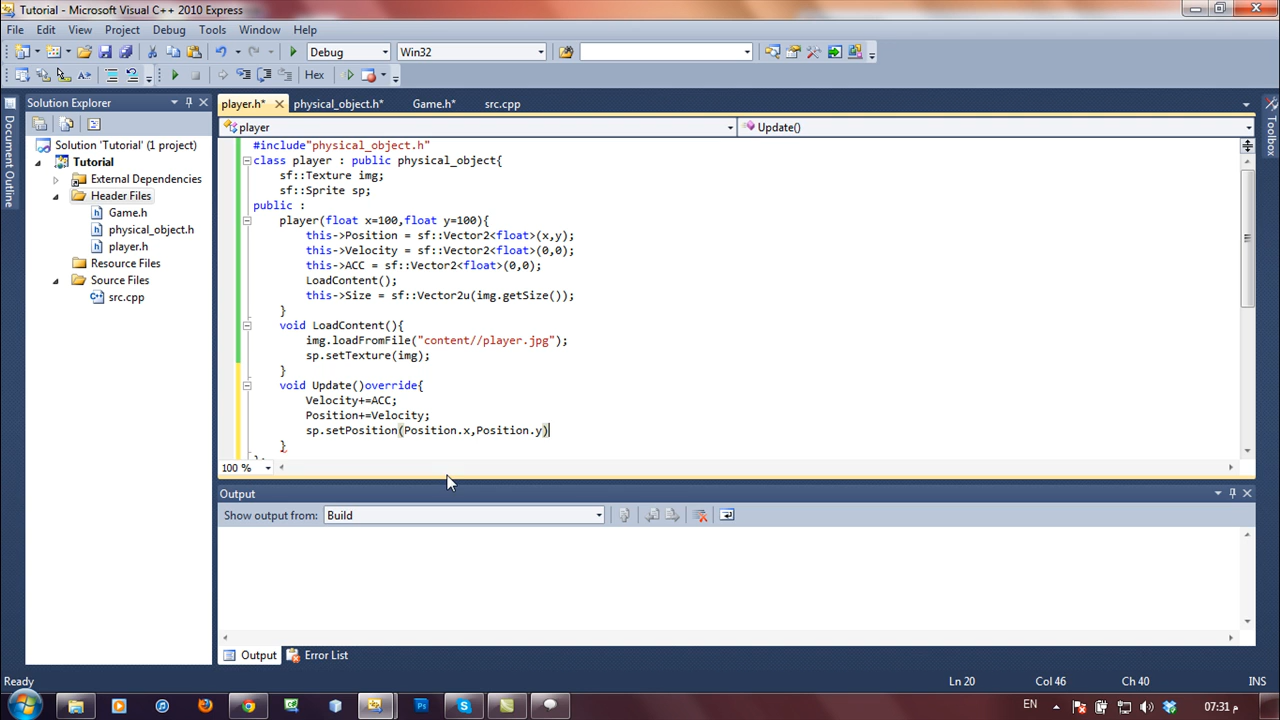 Tutorial - Microsoft Visual C++ 2010 Express
File Edit View Project Debug Tools Window Help
Debug Win32
Hex
Solution Explorer
player.h* physical_object.h* Game.h* src.cpp
player Update()
Document Outline
Toolbox
Solution 'Tutorial' (1 project)
Tutorial
External Dependencies
Header Files
Game.h
physical_object.h
player.h
Resource Files
Source Files
src.cpp
#include"physical_object.h"
class player : public physical_object{
sf::Texture img;
sf::Sprite sp;
public :
player(float x=100,float y=100){
this->Position = sf::Vector2<float>(x,y);
this->Velocity = sf::Vector2<float>(0,0);
this->ACC = sf::Vector2<float>(0,0);
LoadContent();
this->Size = sf::Vector2u(img.getSize());
}
void LoadContent(){
img.loadFromFile("content//player.jpg");
sp.setTexture(img);
}
void Update()override{
Velocity+=ACC;
Position+=Velocity;
sp.setPosition(Position.x,Position.y)
}
100 %
Output
Show output from: Build
Output Error List
Ready Ln 20 Col 46 Ch 40 INS
EN 07:31 م